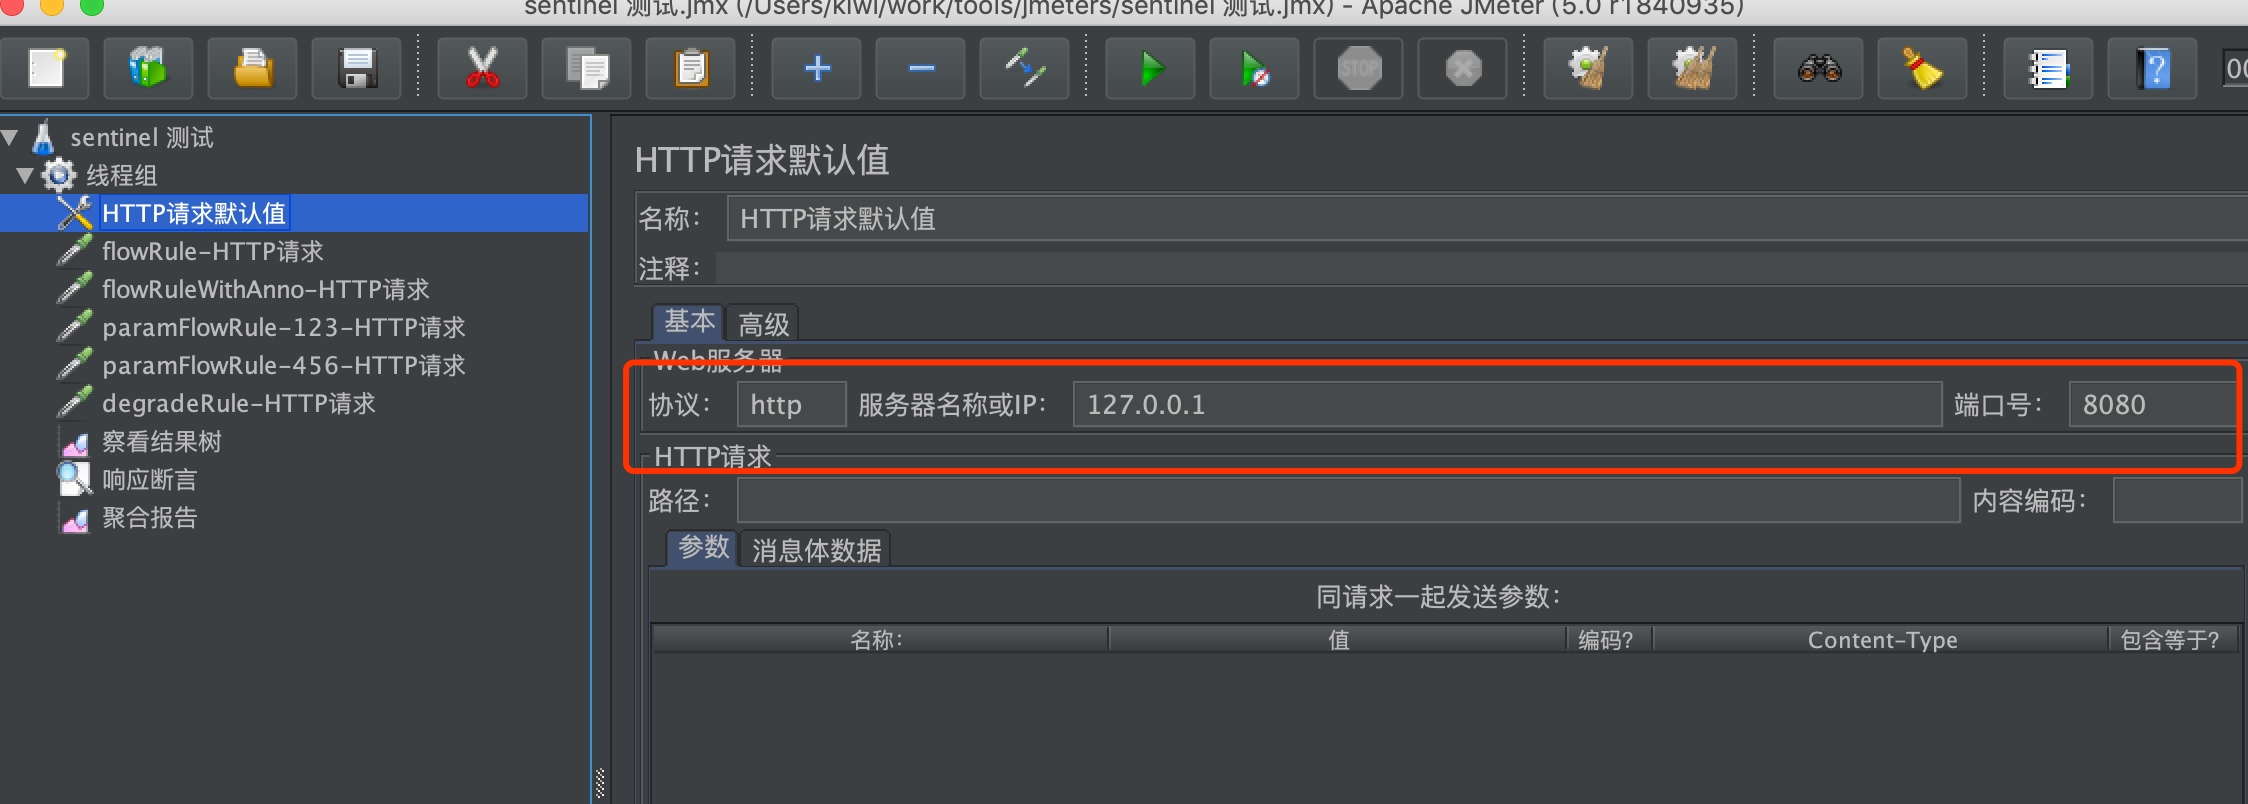 sentinel 测试.jmx (/Users/kiwi/work/tools/jmeters/sentinel 测试.jmx) - Apache JMeter (5.0 r1840935)
STOP
?
00
sentinel 测试
线程组
HTTP请求默认值
flowRule-HTTP请求
flowRuleWithAnno-HTTP请求
paramFlowRule-123-HTTP请求
paramFlowRule-456-HTTP请求
degradeRule-HTTP请求
察看结果树
响应断言
聚合报告
HTTP请求默认值
名称： HTTP请求默认值
注释：
基本 高级
Web服务器
协议： http 服务器名称或IP： 127.0.0.1 端口号： 8080
HTTP请求
路径： 内容编码：
参数 消息体数据
同请求一起发送参数：
名称： 值 编码? Content-Type 包含等于?